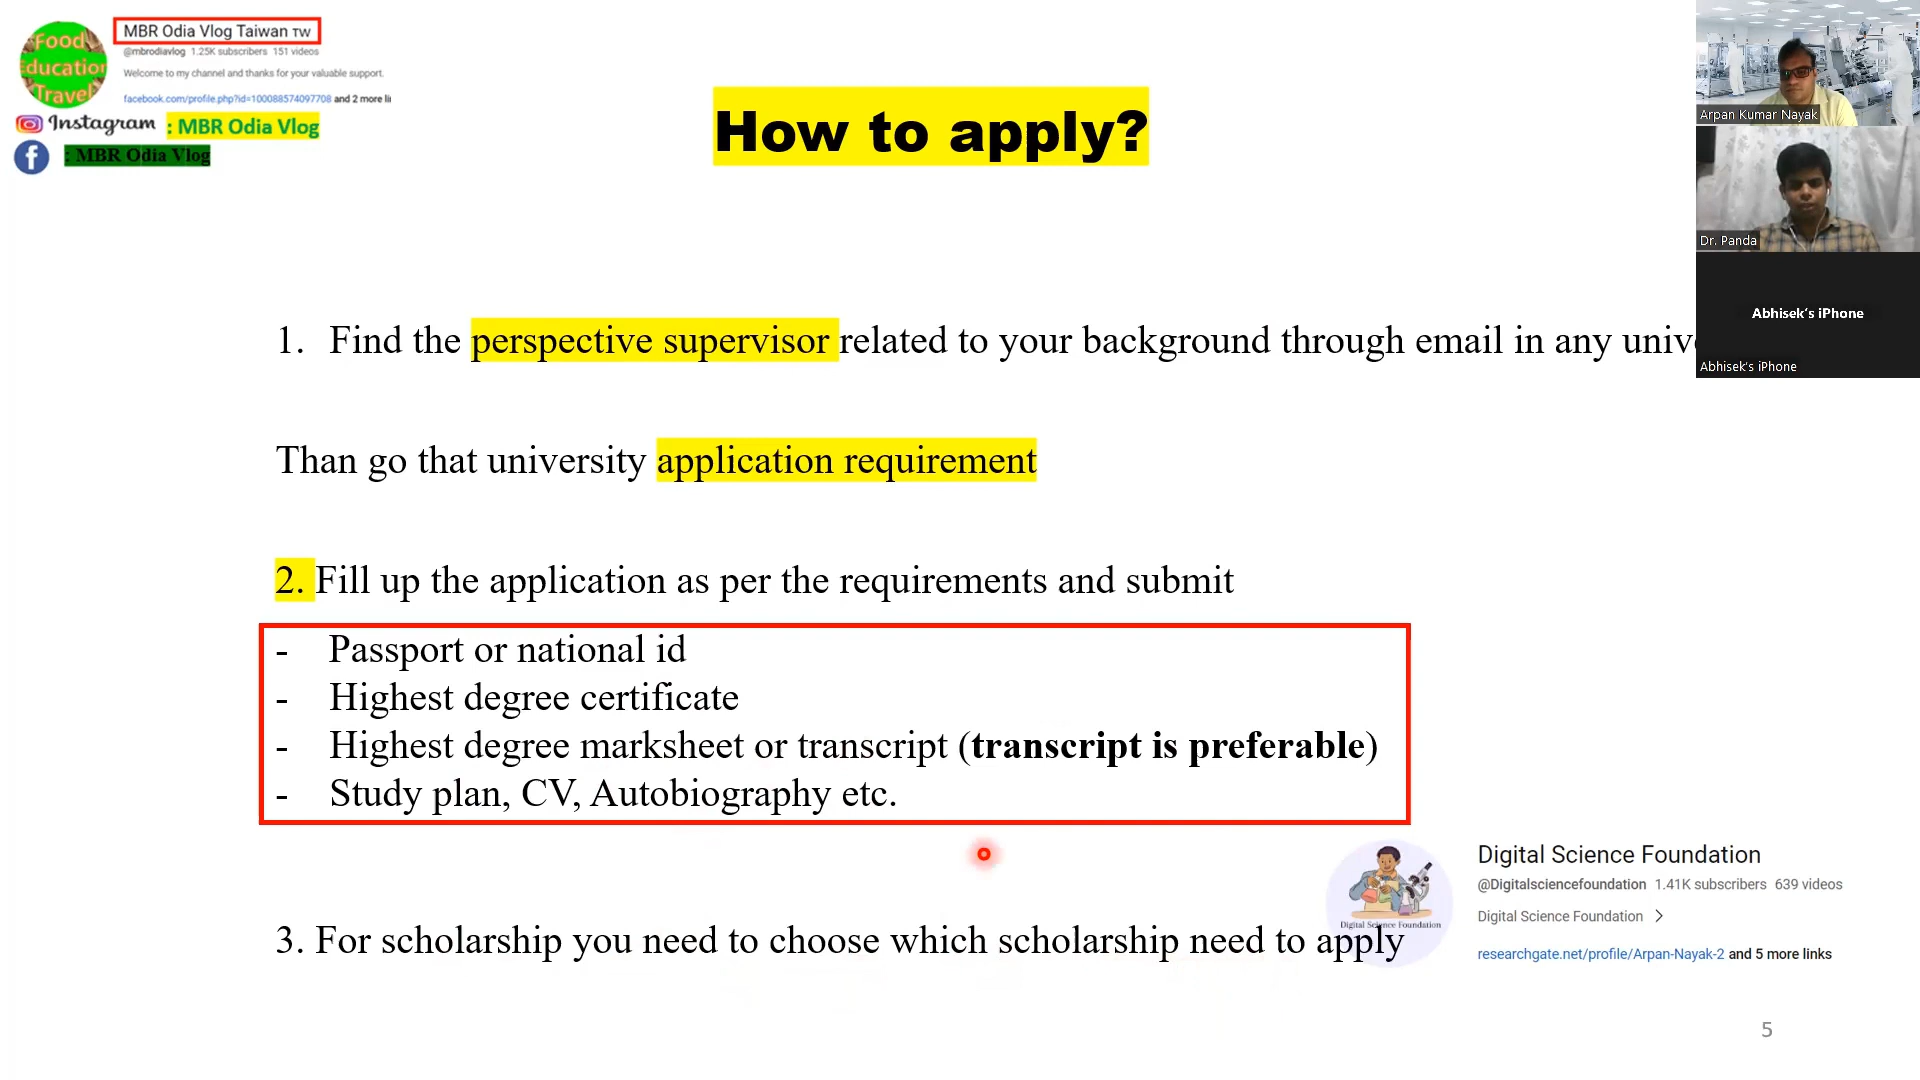 Food
Education
Travel
MBR Odia Vlog Taiwan TW
@mbrodiavlog 1.25K subscribers 151 videos
Welcome to my channel and thanks for your valuable support.
facebook.com/profile.php?id=100088574097708 and 2 more li
Instagram : MBR Odia Vlog
: MBR Odia Vlog
How to apply?
Arpan Kumar Nayak
Dr. Panda
Abhisek's iPhone
Abhisek's iPhone
1. Find the perspective supervisor related to your background through email in any univ
Than go that university application requirement
2. Fill up the application as per the requirements and submit
- Passport or national id
- Highest degree certificate
- Highest degree marksheet or transcript (transcript is preferable)
- Study plan, CV, Autobiography etc.
3. For scholarship you need to choose which scholarship need to apply
Digital Science Foundation
Digital Science Foundation
@Digitalsciencefoundation 1.41K subscribers 639 videos
Digital Science Foundation >
researchgate.net/profile/Arpan-Nayak-2 and 5 more links
5